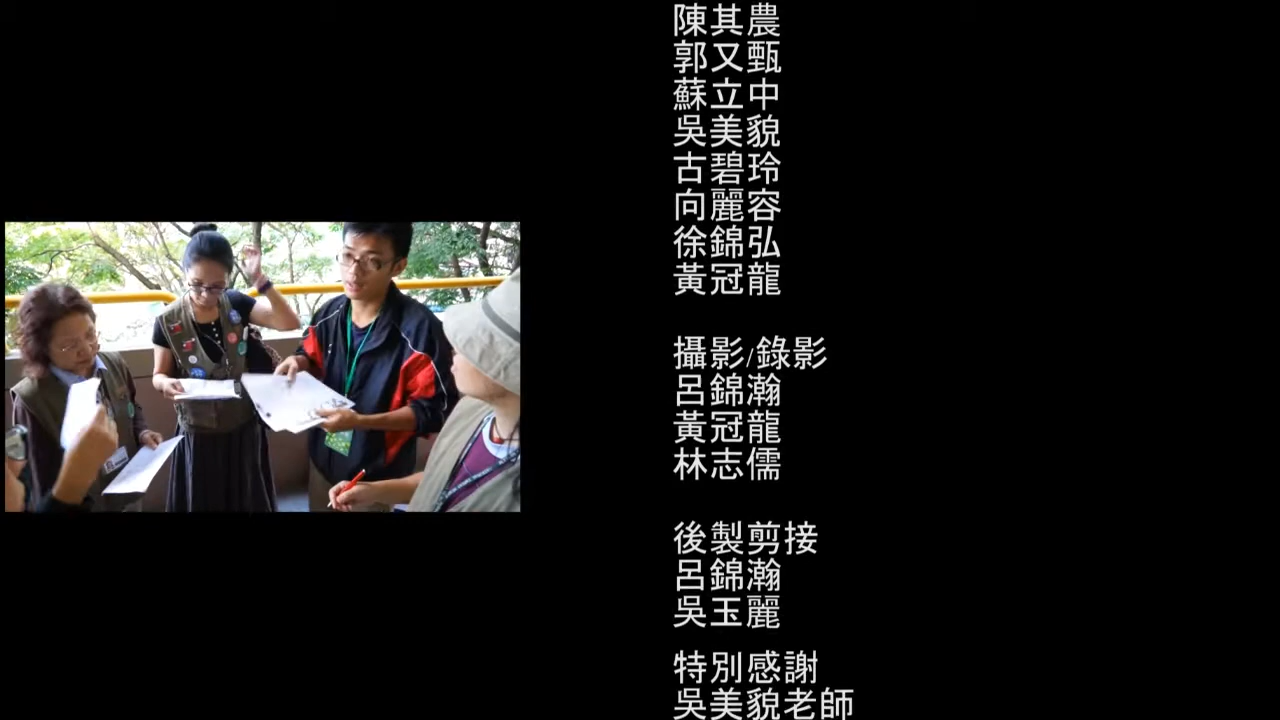 陳其農
郭又甄
蘇立中
吳美貌
古碧玲
向麗容
徐錦弘
黃冠龍
攝影/錄影
呂錦瀚
黃冠龍
林志儒
後製剪接
呂錦瀚
吳玉麗
特別感謝
吳美貌老師